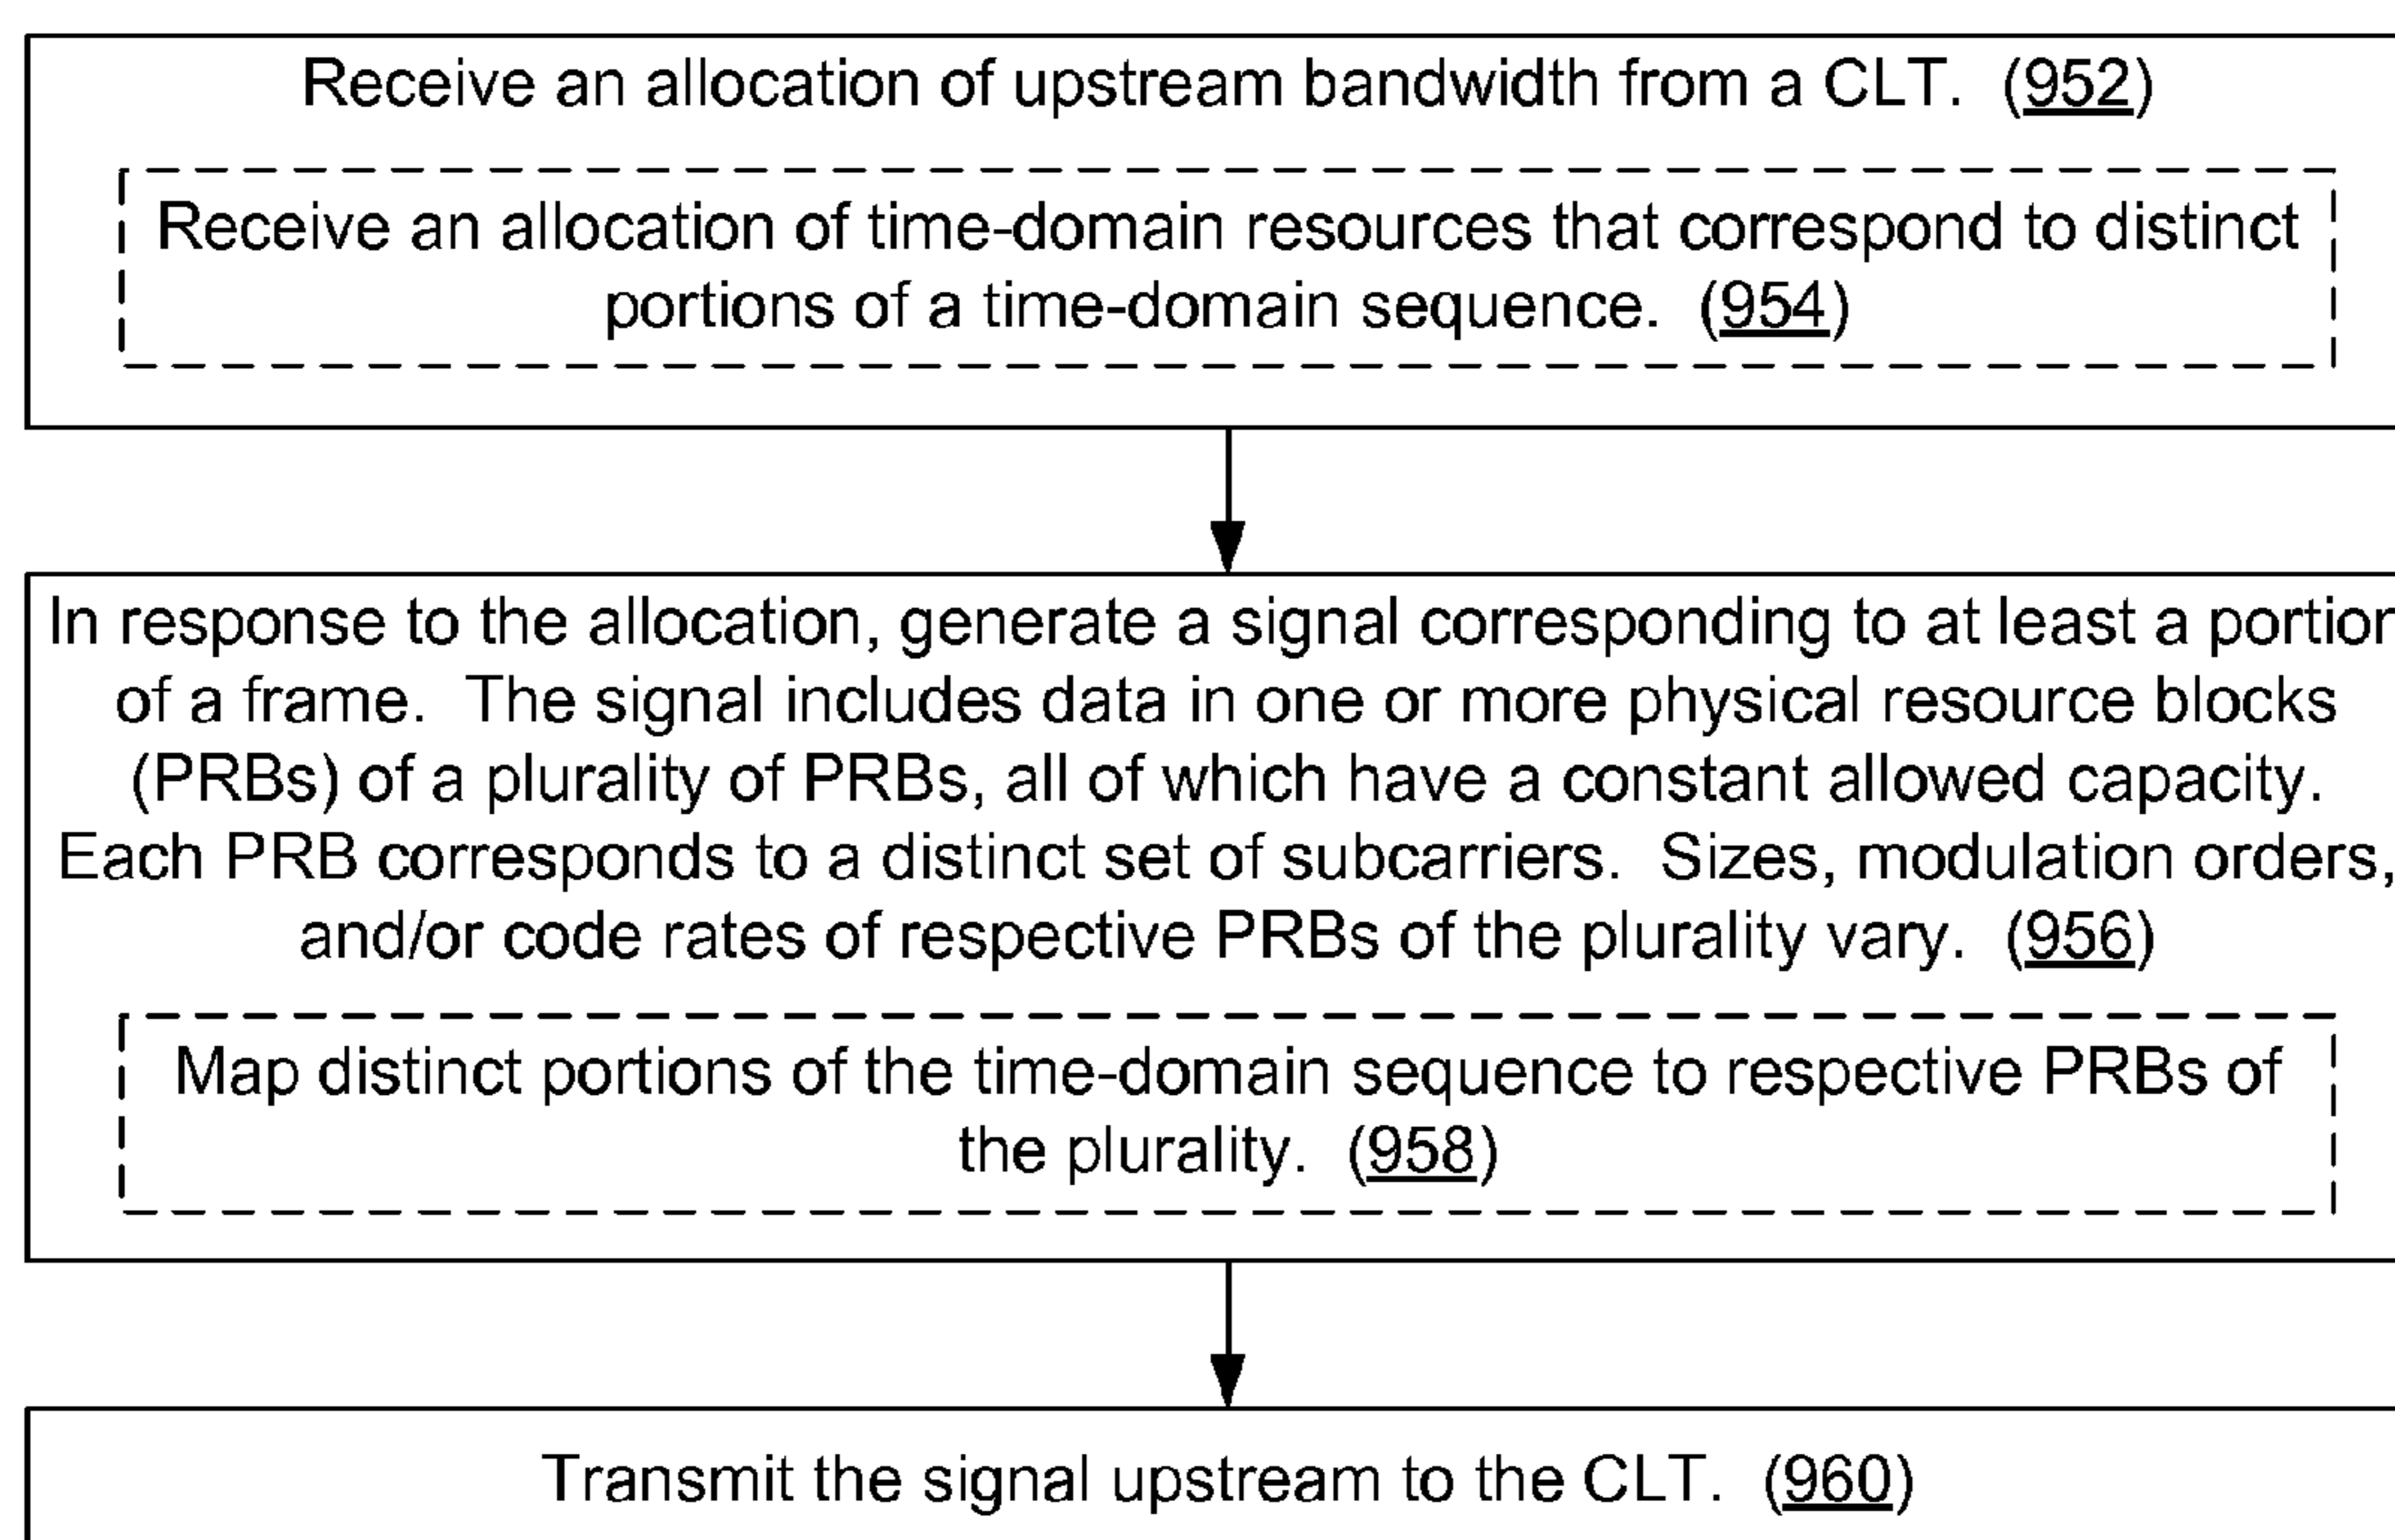 Receive an allocation of upstream bandwidth from a CLT. (952)
Receive an allocation of time-domain resources that correspond to distinct
portions of a time-domain sequence. (954)
In response to the allocation, generate a signal corresponding to at least a portion
of a frame. The signal includes data in one or more physical resource blocks
(PRBs) of a plurality of PRBs, all of which have a constant allowed capacity.
Each PRB corresponds to a distinct set of subcarriers. Sizes, modulation orders,
and/or code rates of respective PRBs of the plurality vary. (956)
Map distinct portions of the time-domain sequence to respective PRBs of
the plurality. (958)
Transmit the signal upstream to the CLT. (960)